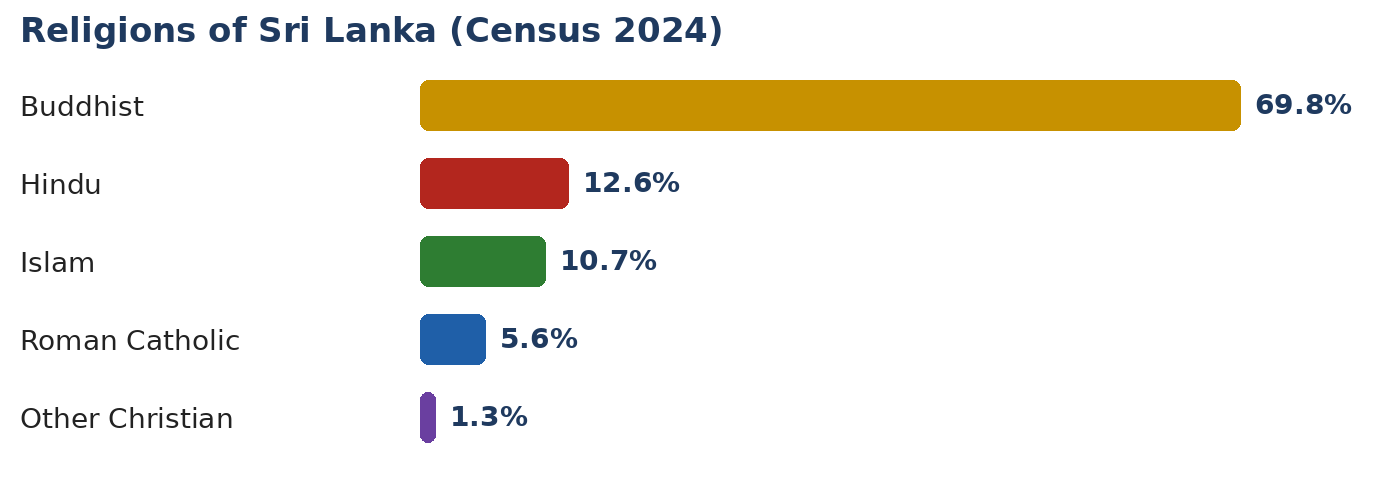 Religions of Sri Lanka (Census 2024)
Buddhist 69.8%
Hindu 12.6%
Islam 10.7%
Roman Catholic 5.6%
Other Christian 1.3%